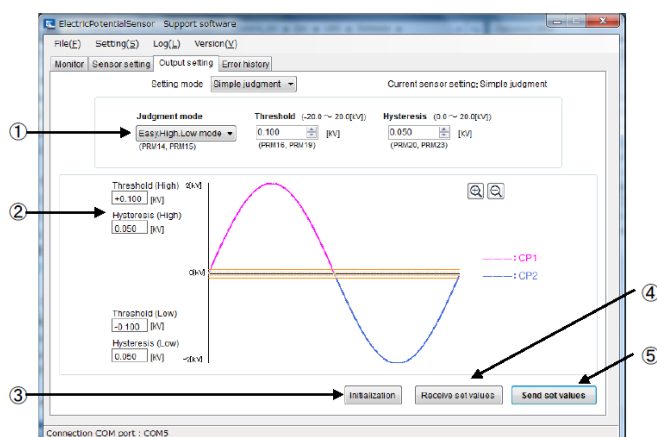 ElectricPotentialSensor Support software
File(F) Setting(S) Log(L) Version(V)
Monitor Sensor setting Output setting Error history
Setting mode Simple judgment Current sensor setting:Simple judgment
Judgment mode Threshold (-20.0 ～ 20.0[kV]) Hysteresis (0.0 ～ 20.0[kV])
① Easy.High.Low mode 0.100 [kV] 0.050 [kV]
(PRM14, PRM15) (PRM16, PRM19) (PRM20, PRM23)
Threshold (High) 2[kV]
② +0.100 [kV]
Hysteresis (High)
0.050 [kV]
———: CP1
0[kV]
———: CP2
④
Threshold (Low)
-0.100 [kV]
Hysteresis (Low)
0.050 [kV] -2[kV]
⑤
③ Initialization Receive set values Send set values
Connection COM port : COM5